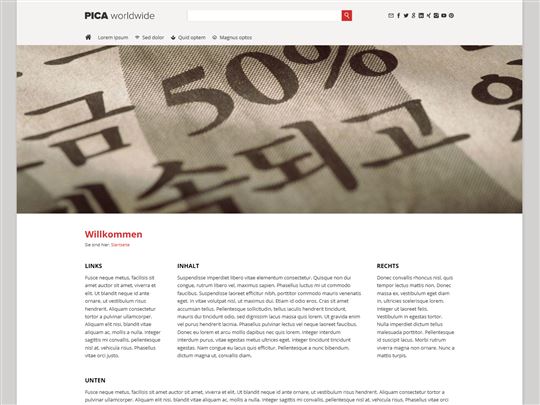 PICA worldwide
Lorem Ipsum Sed dolor Quid optem Magnus optos
50%
금
속되고
Willkommen
Sie sind hier: Startseite
LINKS
Fusce neque metus, facilisis sit
amet auctor sit amet, viverra et
elit. Ut blandit neque id ante
ornare, ut vestibulum risus
hendrerit. Aliquam consectetur
tortor a pulvinar ullamcorper.
Aliquam elit nisi, blandit vitae
aliquam ac, mollis a nulla. Integer
sagittis mi convallis, pellentesque
nisl at, vehicula risus. Phasellus
vitae orci justo.
INHALT
Suspendisse imperdiet libero vitae elementum consectetur. Quisque non dui
congue, rutrum libero vel, maximus sapien. Phasellus luctus mi ut commodo
faucibus. Suspendisse laoreet efficitur nibh, porttitor commodo mauris venenatis
eget. In vitae volutpat nisl, ut maximus dui. Etiam id odio eros. Cras sit amet
accumsan tellus. Pellentesque sollicitudin, tellus iaculis hendrerit tincidunt,
mauris dui tincidunt odio, sed dignissim lacus massa quis lorem. Ut gravida enim
vel purus hendrerit lacinia. Phasellus pulvinar lectus vel neque laoreet faucibus.
Donec eu lorem et arcu mollis dapibus nec quis lorem. Integer interdum
interdum purus, vitae egestas metus ultrices eget. Integer tincidunt tincidunt
egestas. Nam congue eu lacus quis efficitur. Pellentesque a nunc bibendum,
dictum magna ut, convallis diam.
RECHTS
Donec convallis rhoncus nisl, quis
tempor lectus mattis non. Donec
massa ex, vestibulum eget diam
in, ultricies scelerisque lorem.
Integer ut laoreet felis.
Vestibulum in egestas tortor.
Nulla imperdiet dictum tellus
malesuada porttitor. Pellentesque
id suscipit lacus. Morbi rutrum
viverra magna non ornare. Nunc a
mattis turpis.
UNTEN
Fusce neque metus, facilisis sit amet auctor sit amet, viverra et elit. Ut blandit neque id ante ornare, ut vestibulum risus hendrerit. Aliquam consectetur tortor a
pulvinar ullamcorper. Aliquam elit nisi, blandit vitae aliquam ac, mollis a nulla. Integer sagittis mi convallis, pellentesque nisl at, vehicula risus. Phasellus